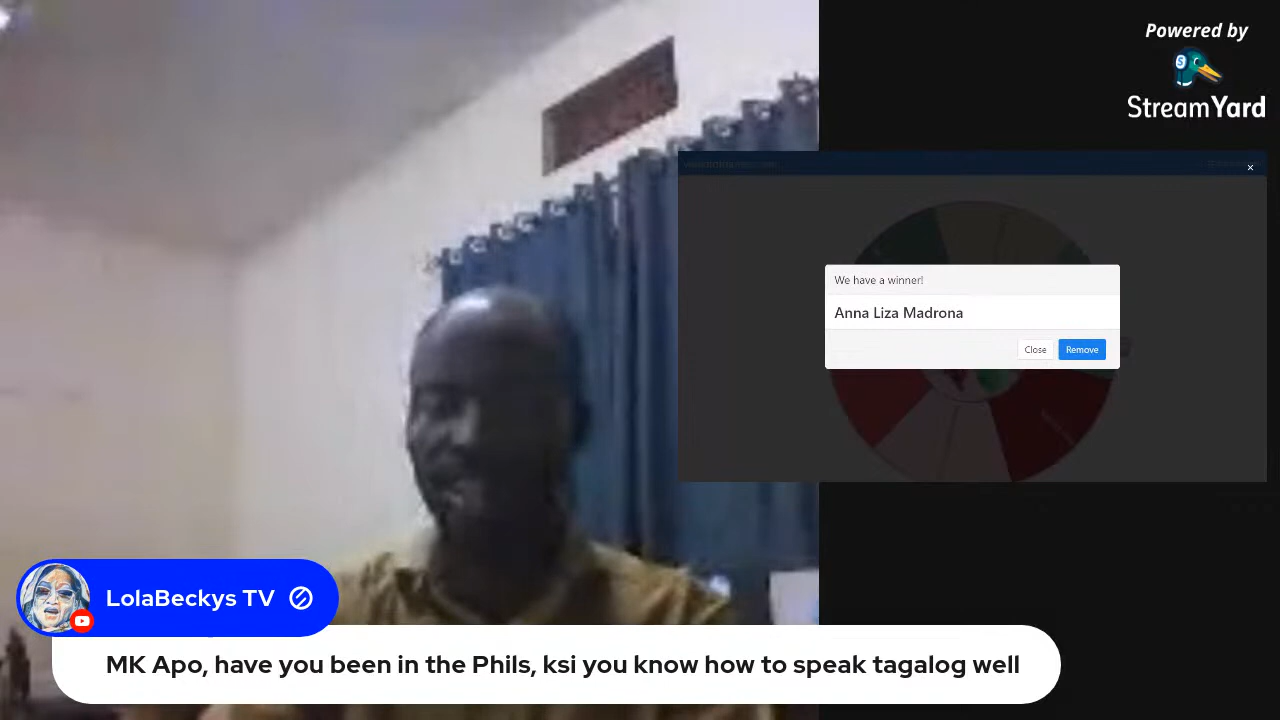 Powered by
StreamYard
We have a winner!
Anna Liza Madrona
Close
Remove
LolaBeckys TV
MK Apo, have you been in the Phils, ksi you know how to speak tagalog well